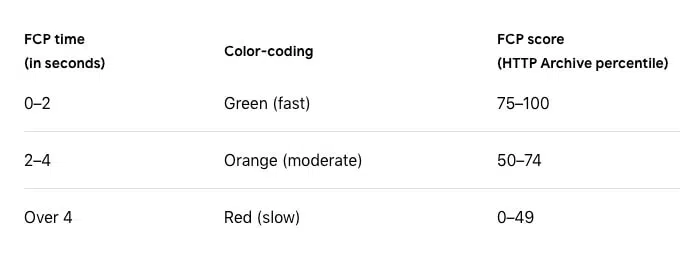 FCP time
(in seconds)
Color-coding
FCP score
(HTTP Archive percentile)
0–2
Green (fast)
75–100
2–4
Orange (moderate)
50–74
Over 4
Red (slow)
0–49